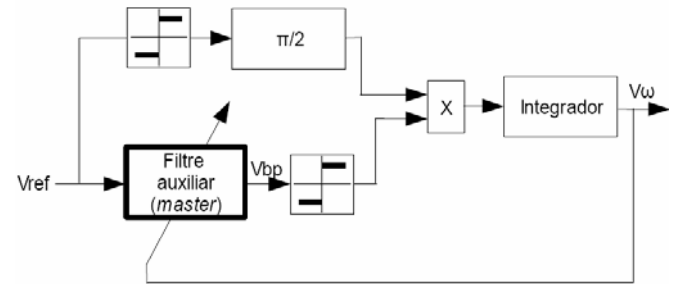 π/2
Vω
X
Integrador
Filtre
auxiliar
(master)
Vbp
Vref